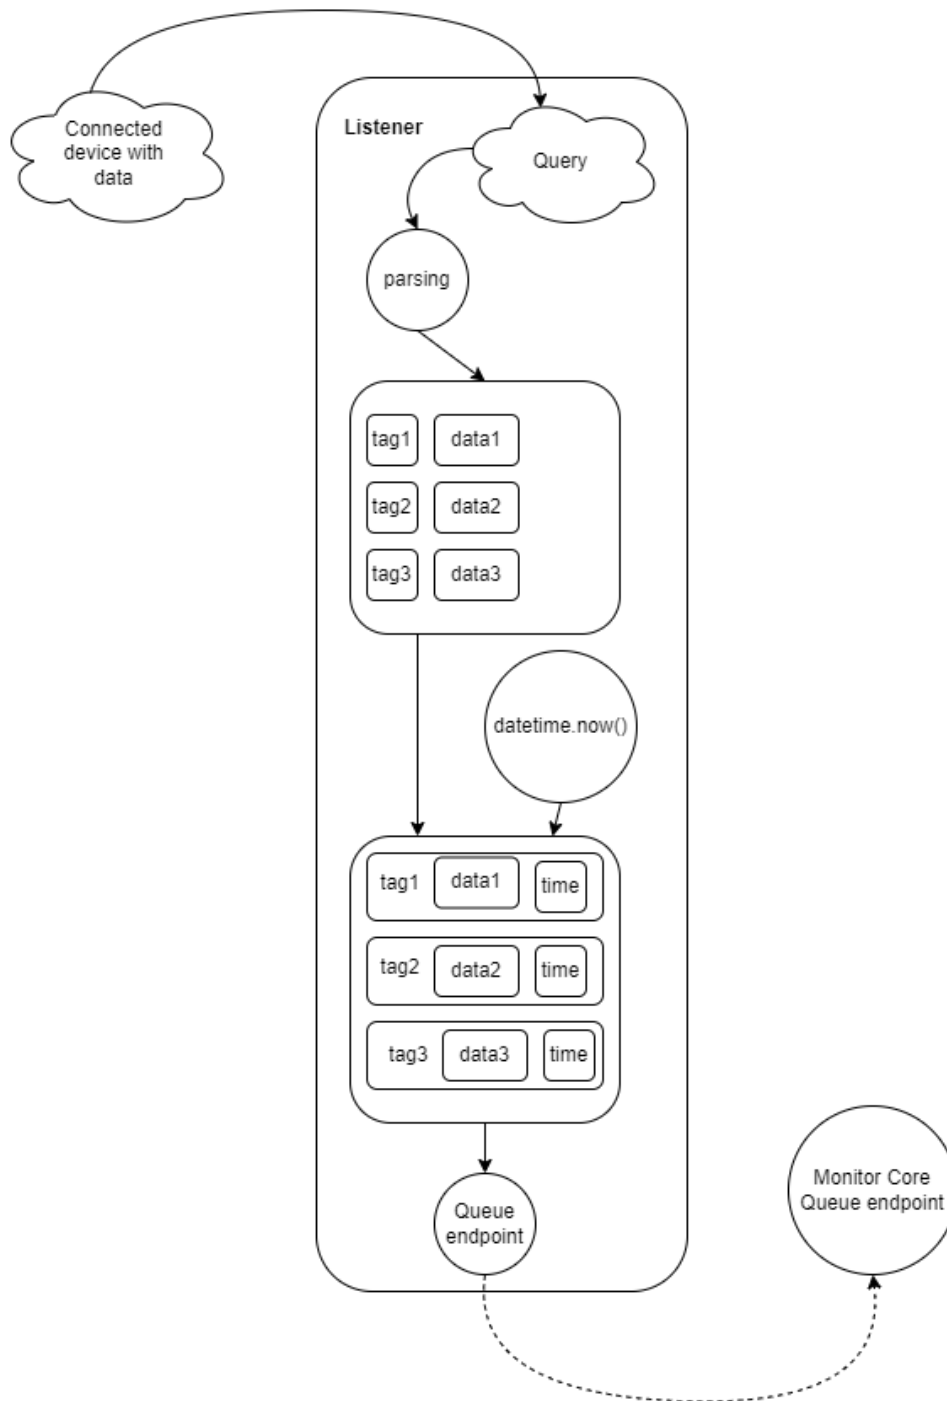 Connected
device with
data
Listener
Query
parsing
tag1 data1
tag2 data2
tag3 data3
datetime.now()
tag1 data1 time
tag2 data2 time
tag3 data3 time
Queue
endpoint
Monitor Core
Queue endpoint